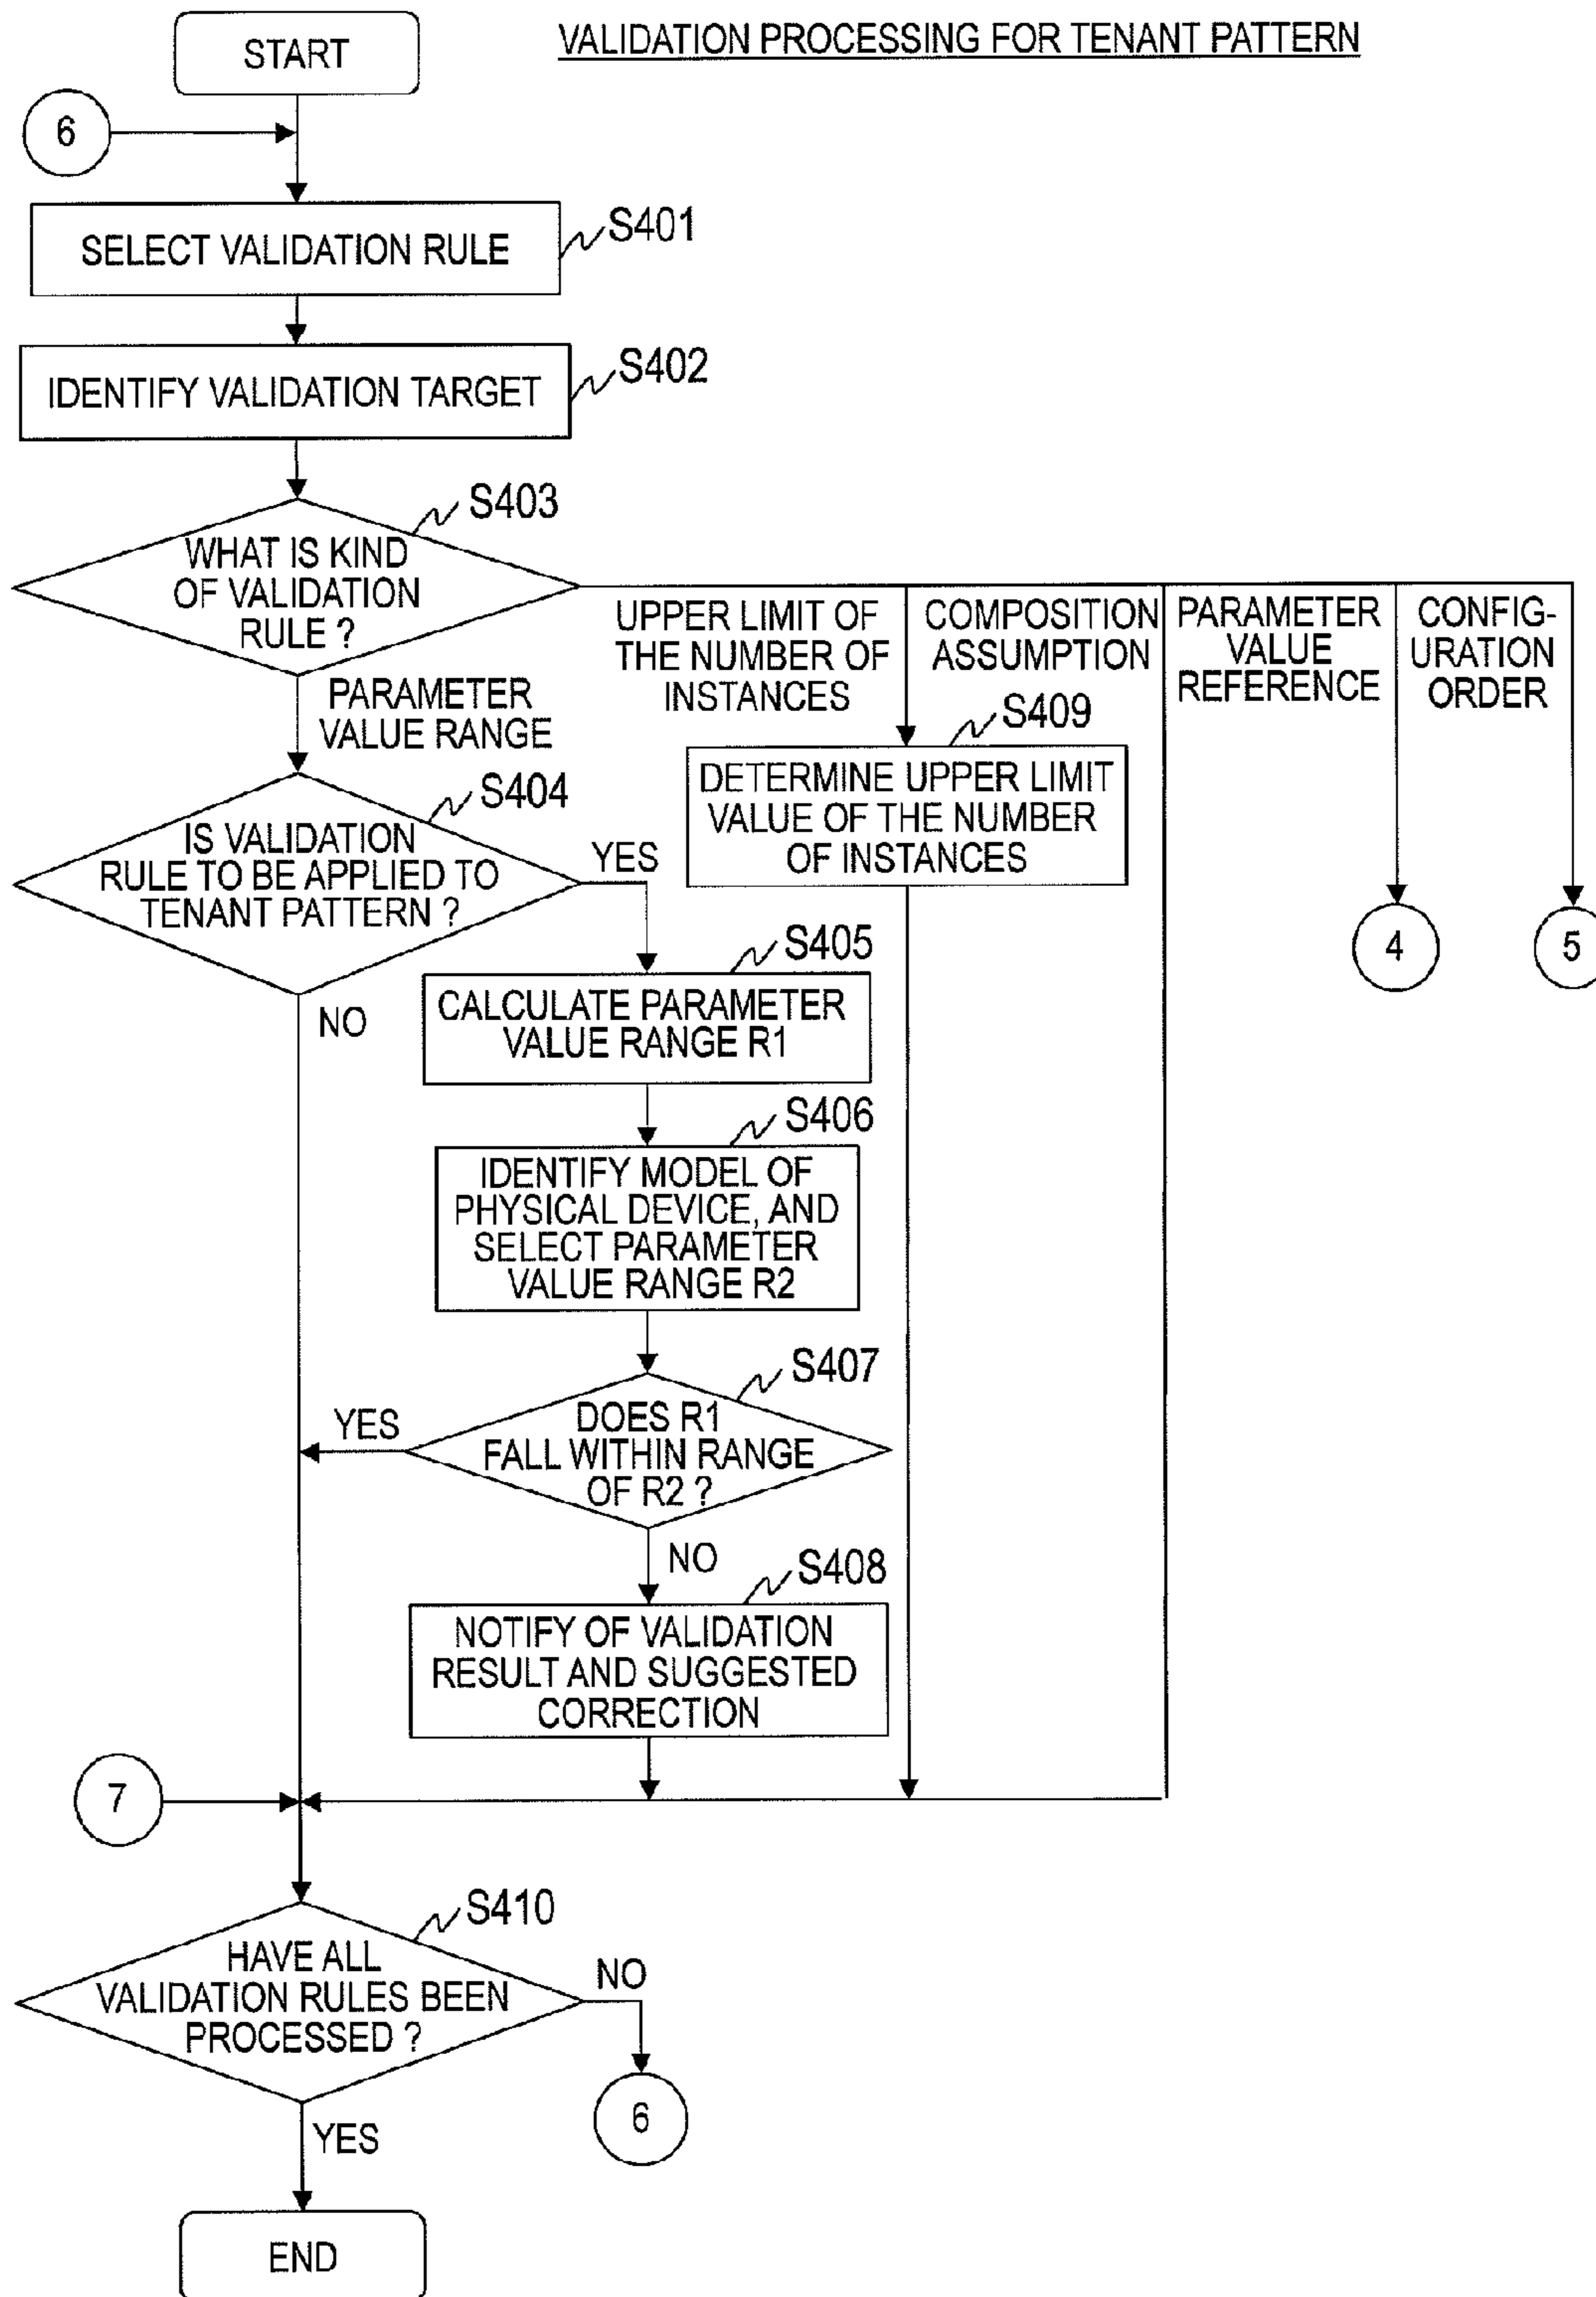 START
VALIDATION PROCESSING FOR TENANT PATTERN
6
SELECT VALIDATION RULE
S401
IDENTIFY VALIDATION TARGET
S402
S403
WHAT IS KIND
OF VALIDATION
RULE ?
UPPER LIMIT OF
THE NUMBER OF
INSTANCES
COMPOSITION
ASSUMPTION
PARAMETER
VALUE
REFERENCE
CONFIG-
URATION
ORDER
PARAMETER
VALUE RANGE
S409
DETERMINE UPPER LIMIT
VALUE OF THE NUMBER
OF INSTANCES
S404
IS VALIDATION
RULE TO BE APPLIED TO
TENANT PATTERN ?
YES
NO
4
5
S405
CALCULATE PARAMETER
VALUE RANGE R1
S406
IDENTIFY MODEL OF
PHYSICAL DEVICE, AND
SELECT PARAMETER
VALUE RANGE R2
S407
DOES R1
FALL WITHIN RANGE
OF R2 ?
YES
NO
S408
NOTIFY OF VALIDATION
RESULT AND SUGGESTED
CORRECTION
7
S410
HAVE ALL
VALIDATION RULES BEEN
PROCESSED ?
NO
6
YES
END